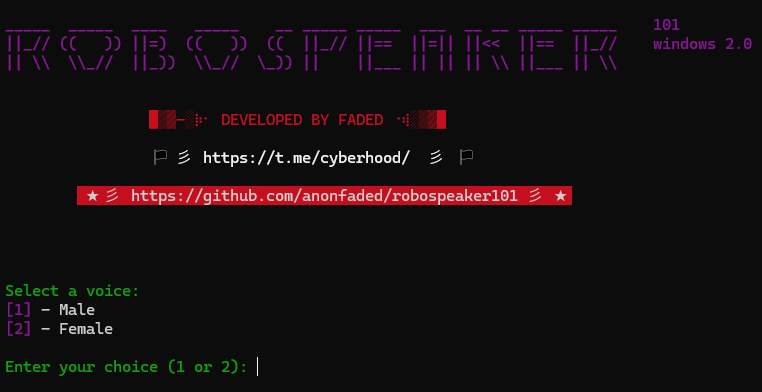 ROBOSPEAKER 101
windows 2.0
DEVELOPED BY FADED
https://t.me/cyberhood/
https://github.com/anonfaded/robospeaker101
Select a voice:
[1] — Male
[2] — Female
Enter your choice (1 or 2):